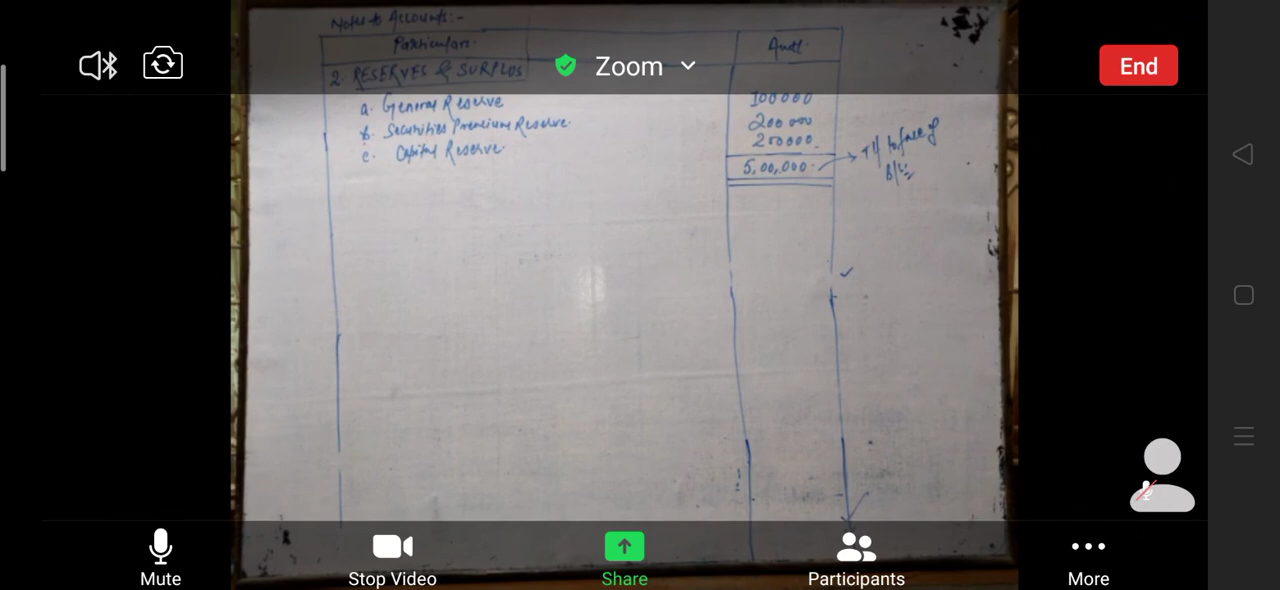 Notes to Accounts:-
Particulars. Amt.
Zoom
End
2. RESERVES & SURPLUS
a. General Reserve 100000
b. Securities Premium Reserve. 200000
c. Capital Reserve. 200000.
5,00,000.
Mute
Stop Video
Share
Participants
More